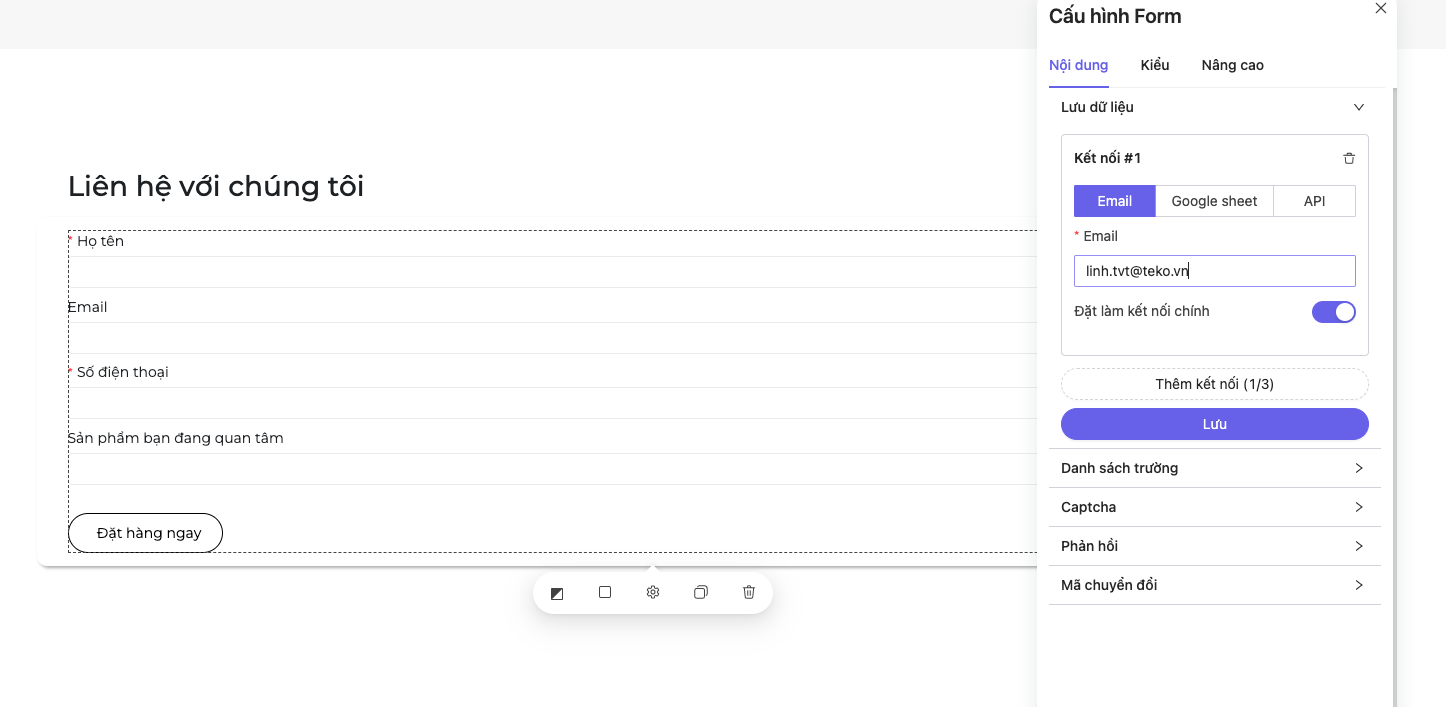 Liên hệ với chúng tôi
* Họ tên
Email
* Số điện thoại
Sản phẩm bạn đang quan tâm
Đặt hàng ngay
Cấu hình Form
Nội dung Kiểu Nâng cao
Lưu dữ liệu
Kết nối #1
Email Google sheet API
* Email
linh.tvt@teko.vn
Đặt làm kết nối chính
Thêm kết nối (1/3)
Lưu
Danh sách trường
Captcha
Phản hồi
Mã chuyển đổi